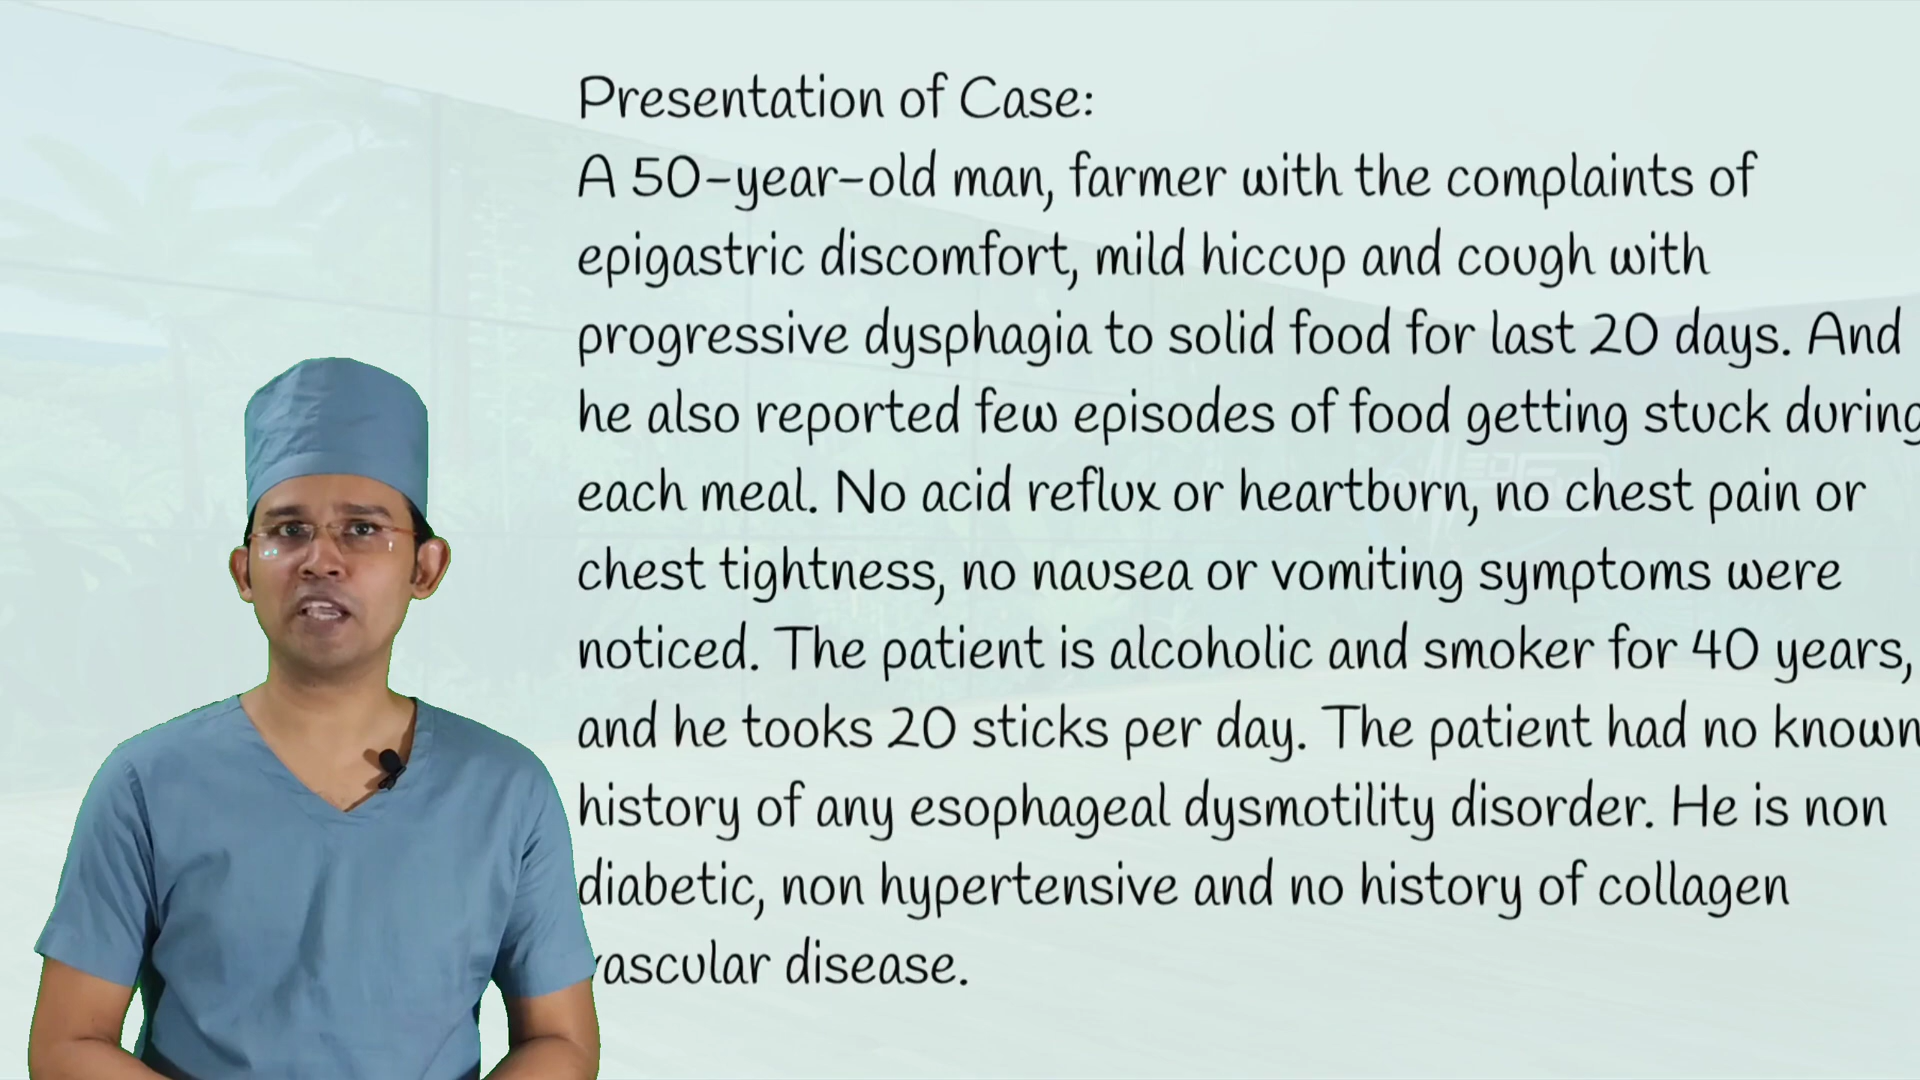 Presentation of Case:
A 50-year-old man, farmer with the complaints of
epigastric discomfort, mild hiccup and cough with
progressive dysphagia to solid food for last 20 days. And
he also reported few episodes of food getting stuck during
each meal. No acid reflux or heartburn, no chest pain or
chest tightness, no nausea or vomiting symptoms were
noticed. The patient is alcoholic and smoker for 40 years,
and he tooks 20 sticks per day. The patient had no known
history of any esophageal dysmotility disorder. He is non
diabetic, non hypertensive and no history of collagen
vascular disease.